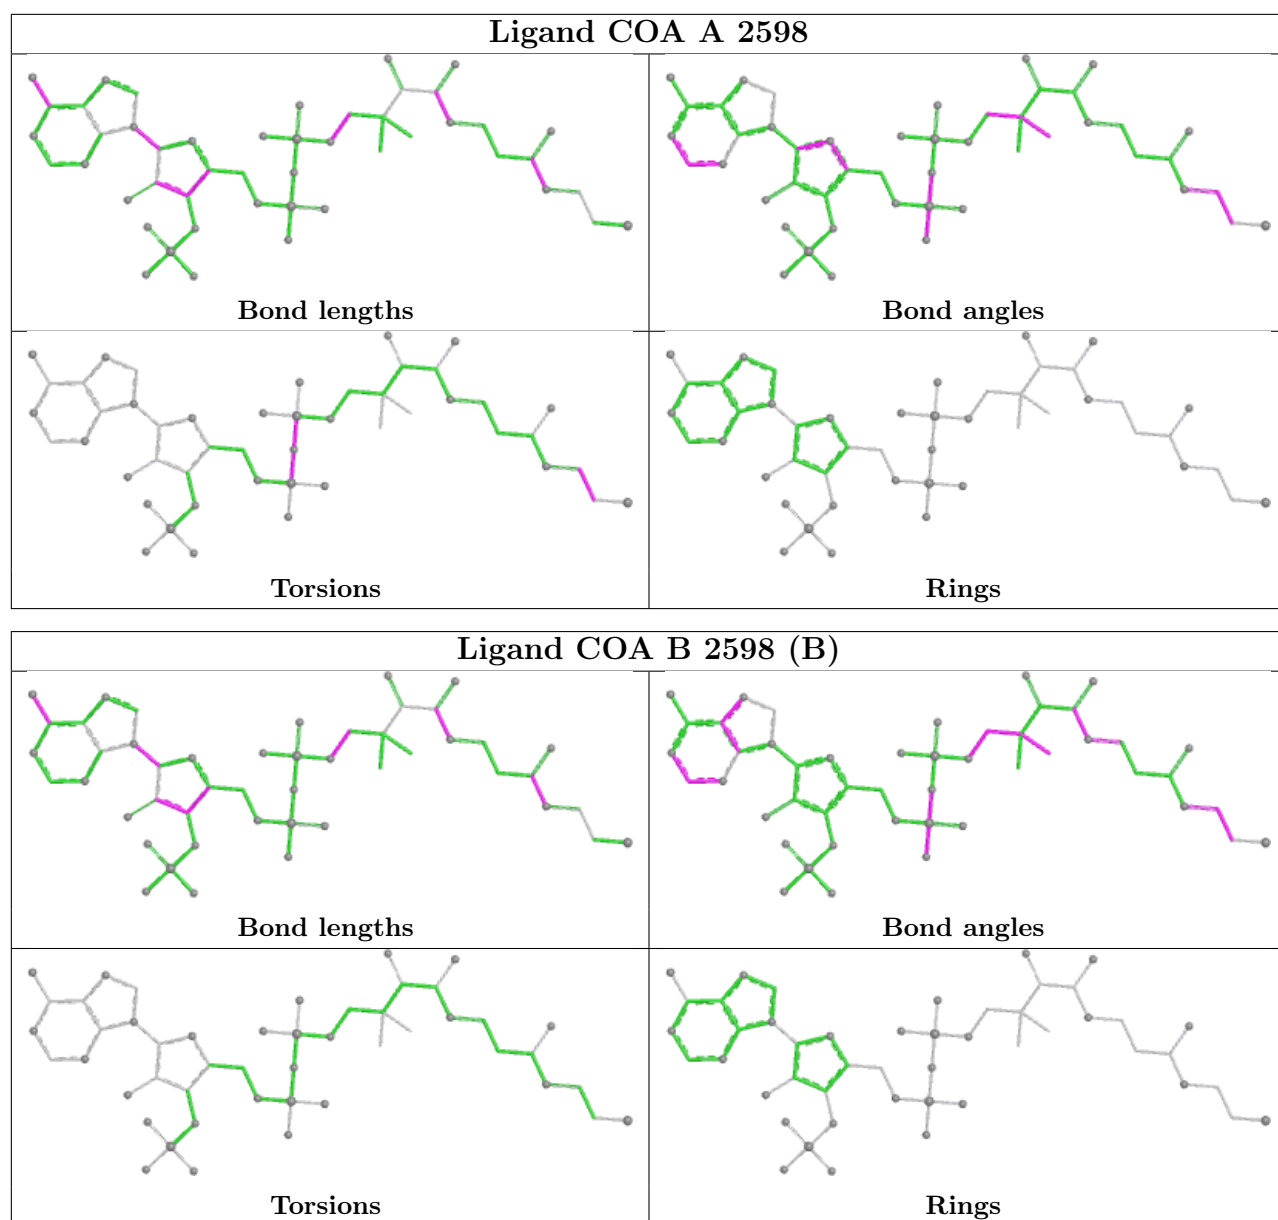 Ligand COA A 2598
Bond lengths
Bond angles
Torsions
Rings
Ligand COA B 2598 (B)
Bond lengths
Bond angles
Torsions
Rings